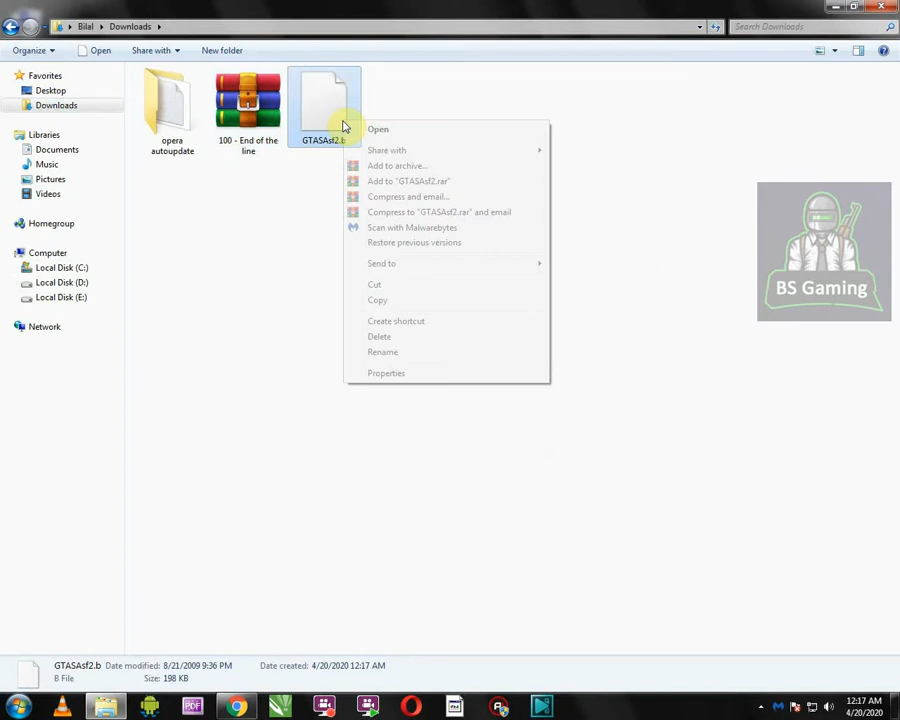 Bilal
Downloads
Search Downloads
Organize
Open
Share with
New folder
Favorites
Desktop
Downloads
Libraries
Documents
Music
Pictures
Videos
Homegroup
Computer
Local Disk (C:)
Local Disk (D:)
Local Disk (E:)
Network
opera
autoupdate
100 - End of the
line
GTASAsf2.b
Open
Share with
Add to archive...
Add to "GTASAsf2.rar"
Compress and email...
Compress to "GTASAsf2.rar" and email
Scan with Malwarebytes
Restore previous versions
Send to
Cut
Copy
Create shortcut
Delete
Rename
Properties
BS Gaming
GTASAsf2.b Date modified: 8/21/2009 9:36 PM Date created: 4/20/2020 12:17 AM
B File Size: 198 KB
PDF
12:17 AM
4/20/2020